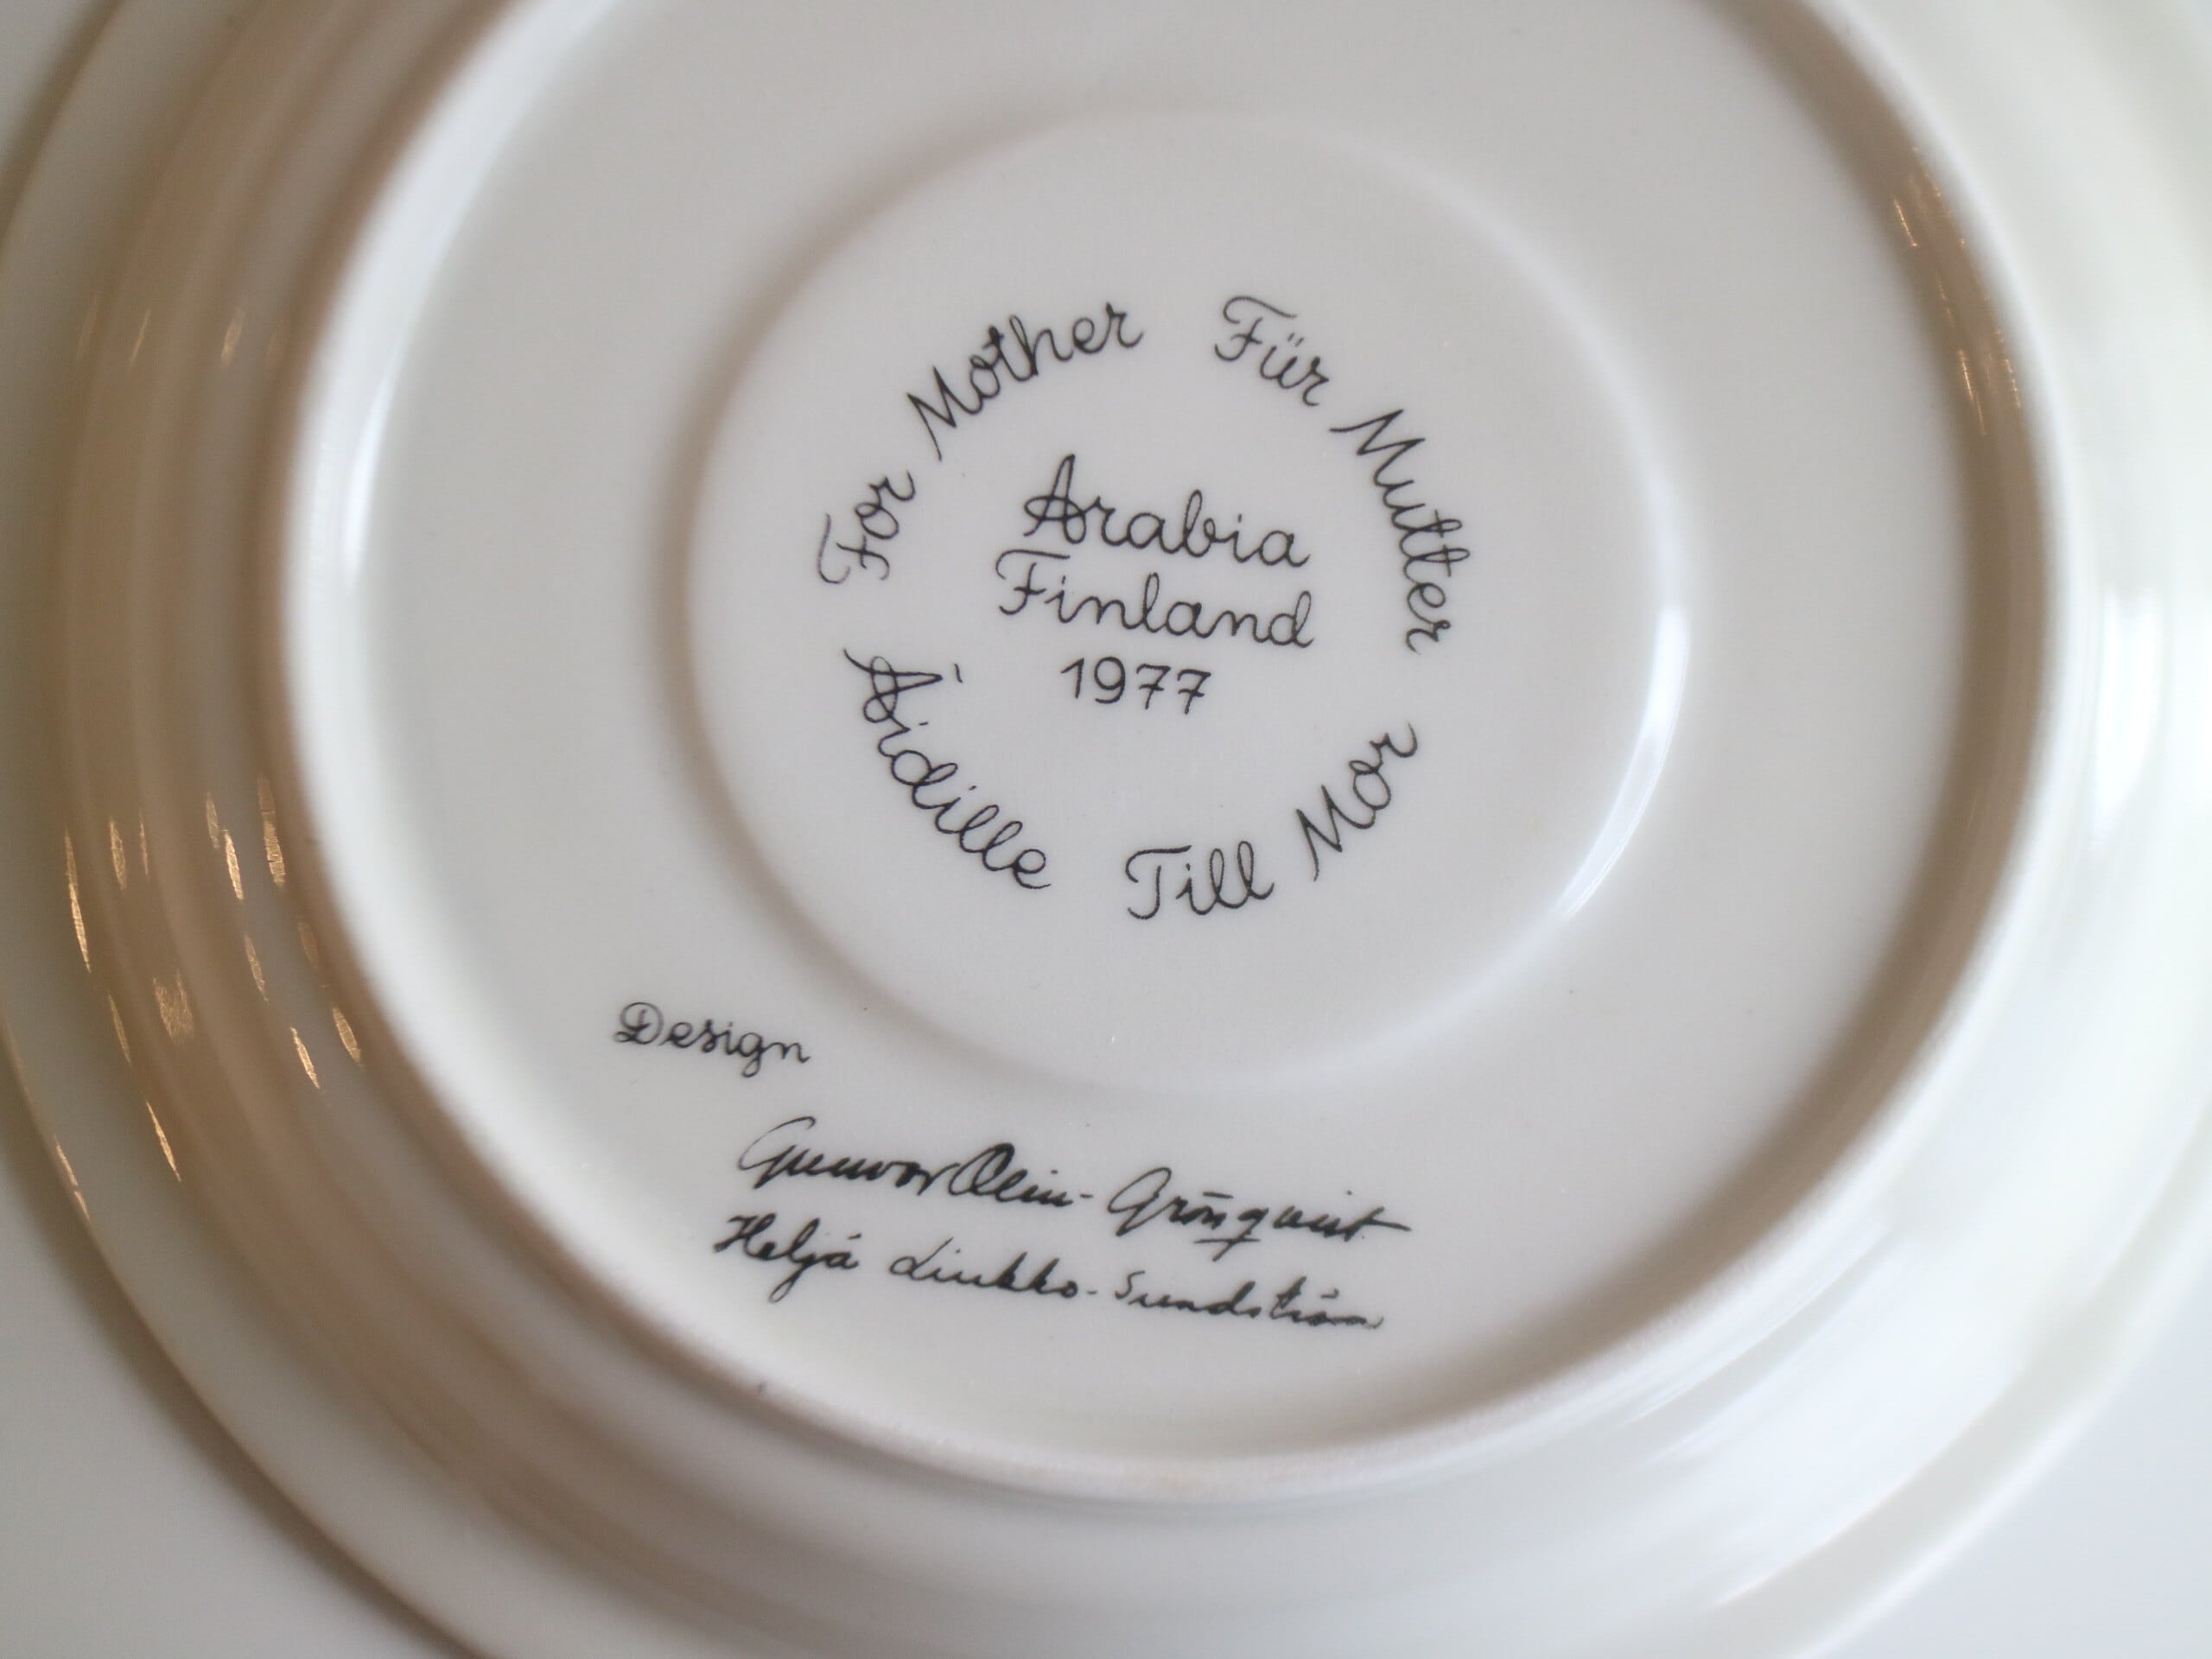 For Mother
Für Mutter
Till Mor
Äidille
Arabia
Finland
1977
Design
Gunvor Olin-Grönqvist
Heljä Liukko-Sundström